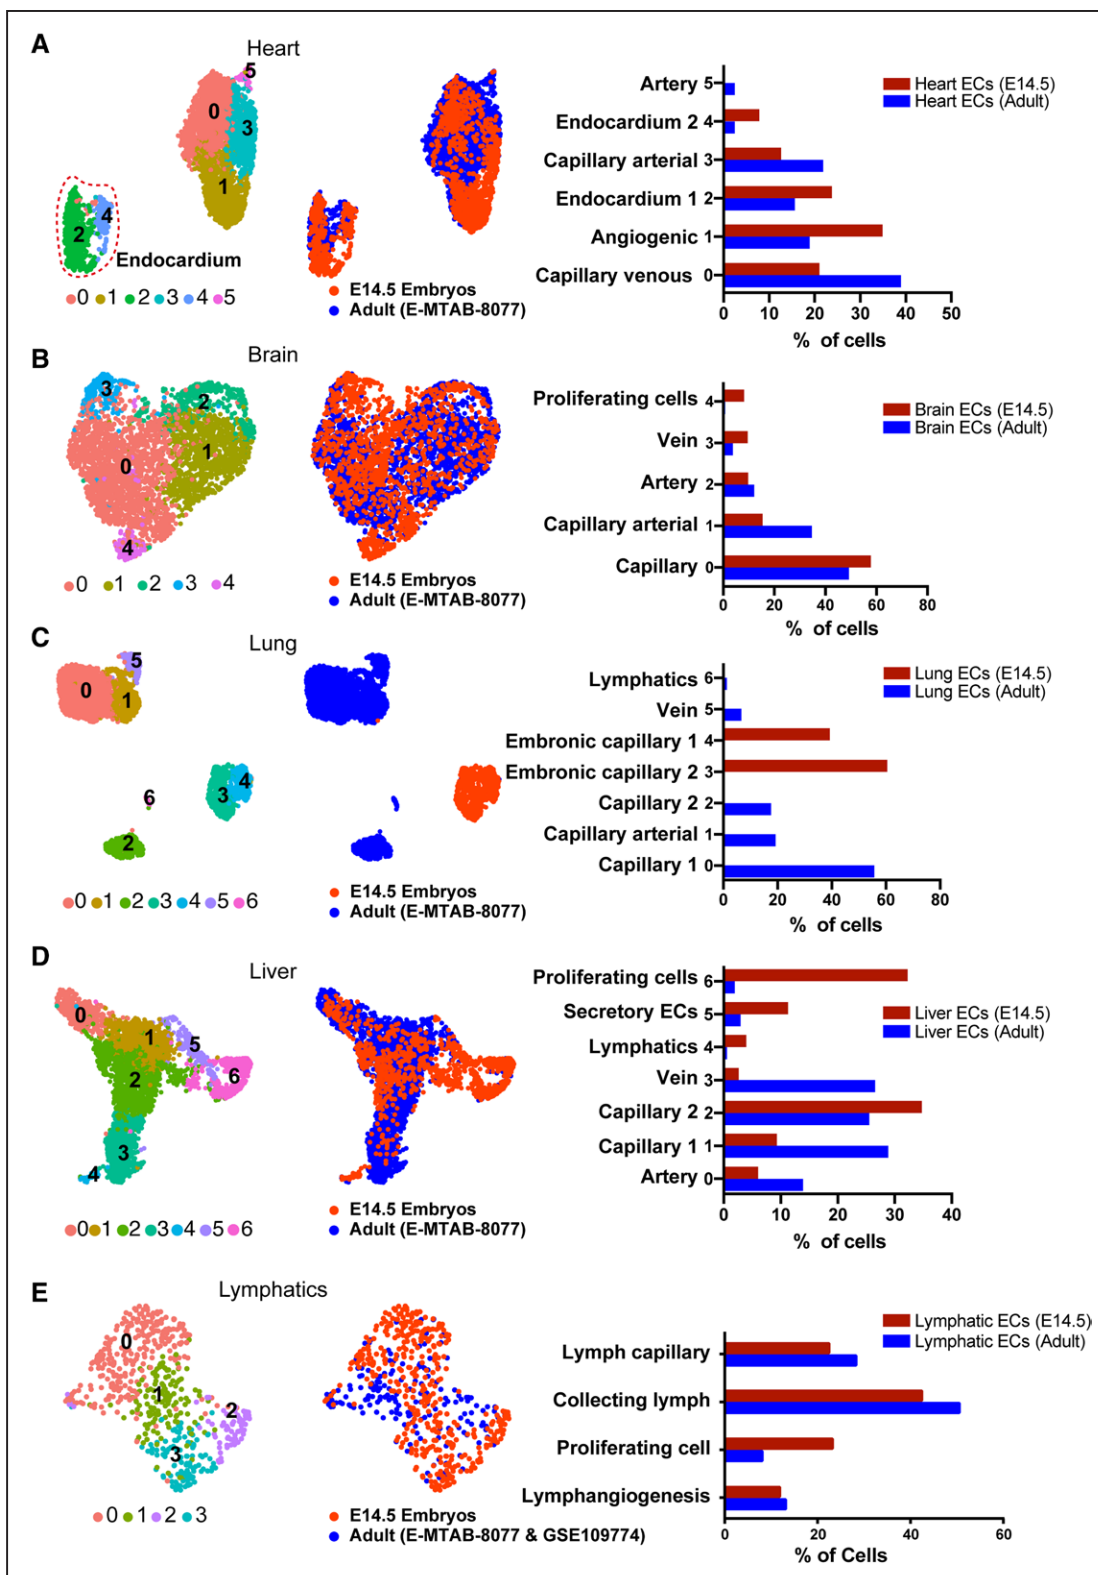 A
Heart
5
0
3
1
4
2
Endocardium
0 1 2 3 4 5
E14.5 Embryos
Adult (E-MTAB-8077)
Heart ECs (E14.5)
Heart ECs (Adult)
Artery 5
Endocardium 2 4
Capillary arterial 3
Endocardium 1 2
Angiogenic 1
Capillary venous 0
0 10 20 30 40 50
% of cells
B
Brain
3
2
1
0
4
0 1 2 3 4
E14.5 Embryos
Adult (E-MTAB-8077)
Brain ECs (E14.5)
Brain ECs (Adult)
Proliferating cells 4
Vein 3
Artery 2
Capillary arterial 1
Capillary 0
0 20 40 60 80
% of cells
C
Lung
5
0
1
4
3
6
2
0 1 2 3 4 5 6
E14.5 Embryos
Adult (E-MTAB-8077)
Lung ECs (E14.5)
Lung ECs (Adult)
Lymphatics 6
Vein 5
Embronic capillary 1 4
Embronic capillary 2 3
Capillary 2 2
Capillary arterial 1
Capillary 1 0
0 20 40 60 80
% of cells
D
Liver
0
1
5
2
6
3
4
0 1 2 3 4 5 6
E14.5 Embryos
Adult (E-MTAB-8077)
Liver ECs (E14.5)
Liver ECs (Adult)
Proliferating cells 6
Secretory ECs 5
Lymphatics 4
Vein 3
Capillary 2 2
Capillary 1 1
Artery 0
0 10 20 30 40
% of cells
E
Lymphatics
0
1
2
3
0 1 2 3
E14.5 Embryos
Adult (E-MTAB-8077 & GSE109774)
Lymphatic ECs (E14.5)
Lymphatic ECs (Adult)
Lymph capillary
Collecting lymph
Proliferating cell
Lymphangiogenesis
0 20 40 60
% of Cells